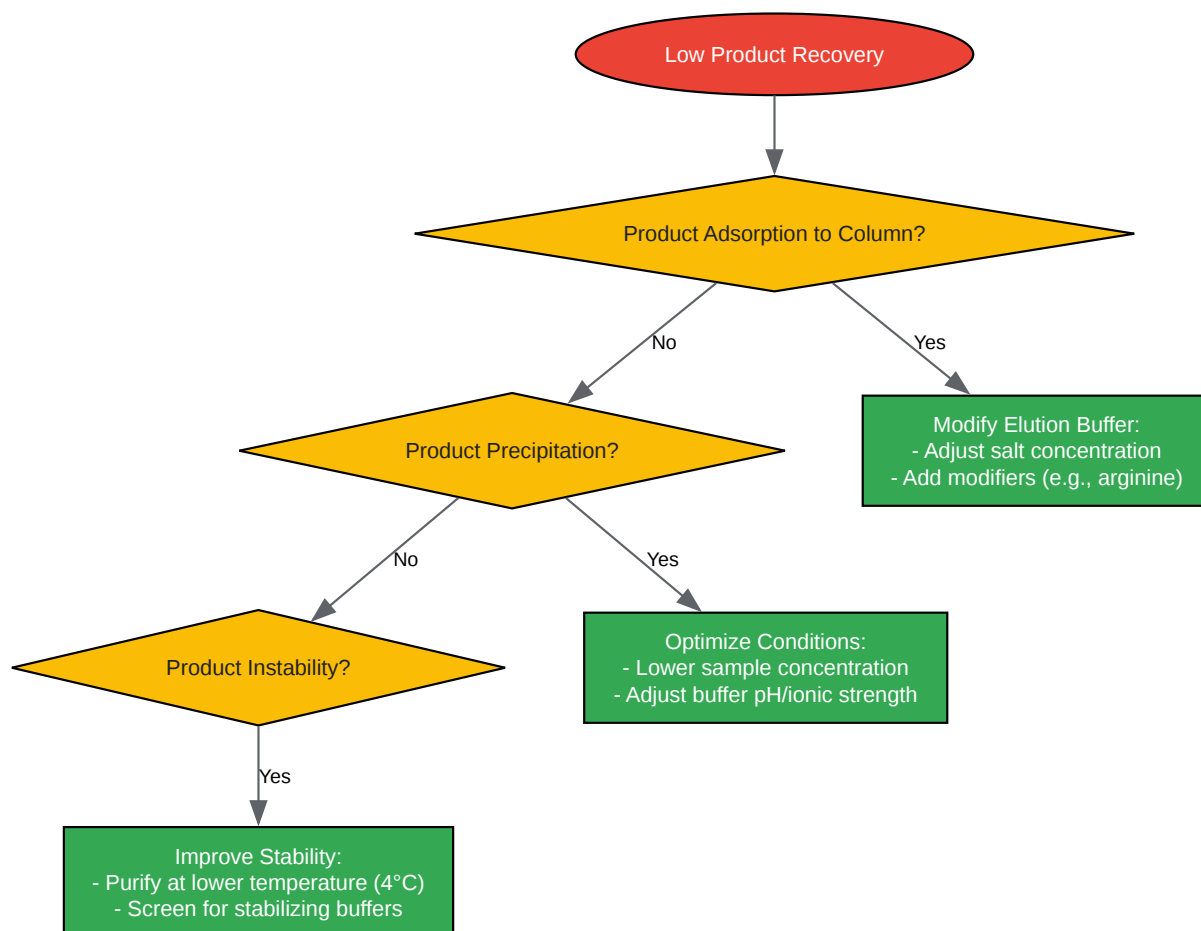 Low Product Recovery
Product Adsorption to Column?
No
Yes
Modify Elution Buffer:
- Adjust salt concentration
- Add modifiers (e.g., arginine)
Product Precipitation?
No
Yes
Optimize Conditions:
- Lower sample concentration
- Adjust buffer pH/ionic strength
Product Instability?
Yes
Improve Stability:
- Purify at lower temperature (4°C)
- Screen for stabilizing buffers